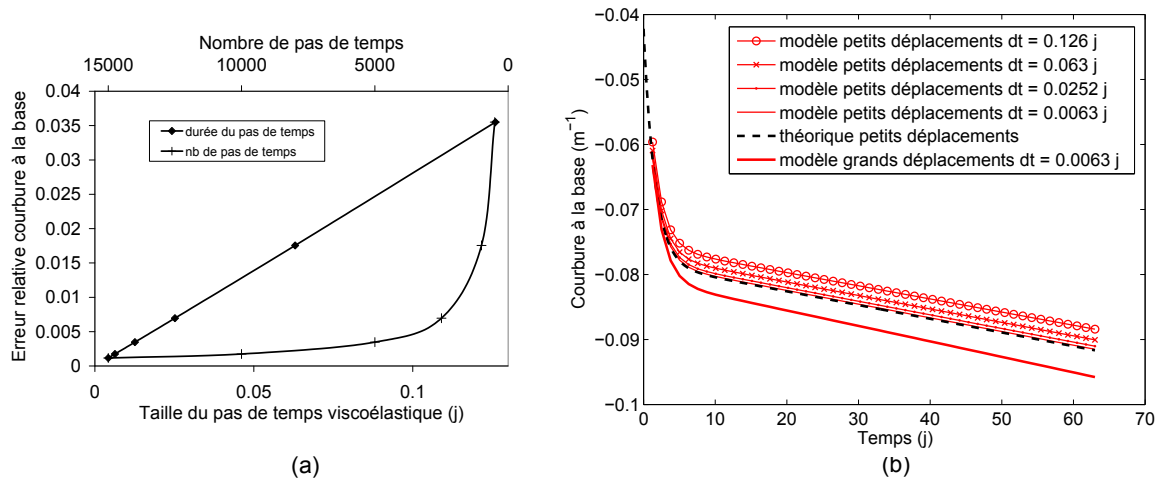 Nombre de pas de temps
15000 10000 5000 0
0.04
0.035
0.03
0.025
0.02
0.015
0.01
0.005
0
Erreur relative courbure à la base
durée du pas de temps
nb de pas de temps
0 0.05 0.1
Taille du pas de temps viscoélastique (j)
(a)
−0.04
−0.05
−0.06
−0.07
−0.08
−0.09
−0.1
Courbure à la base (m⁻¹)
modèle petits déplacements dt = 0.126 j
modèle petits déplacements dt = 0.063 j
modèle petits déplacements dt = 0.0252 j
modèle petits déplacements dt = 0.0063 j
théorique petits déplacements
modèle grands déplacements dt = 0.0063 j
0 10 20 30 40 50 60 70
Temps (j)
(b)